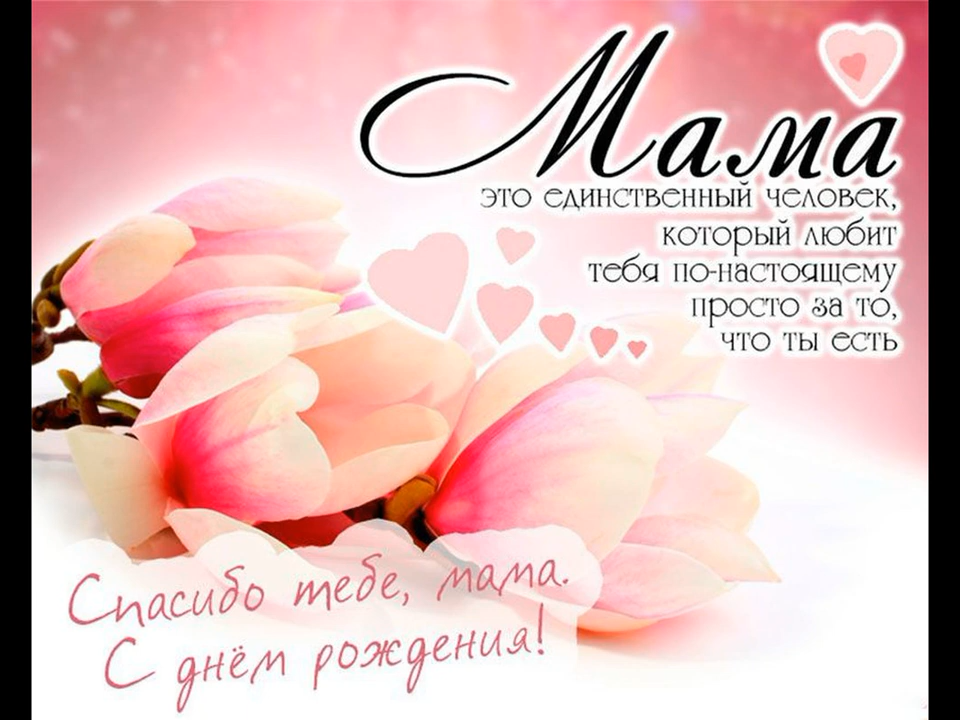 Мама
это единственный человек,
который любит
тебя по-настоящему
просто за то,
что ты есть
Спасибо тебе, мама.
С днём рождения!